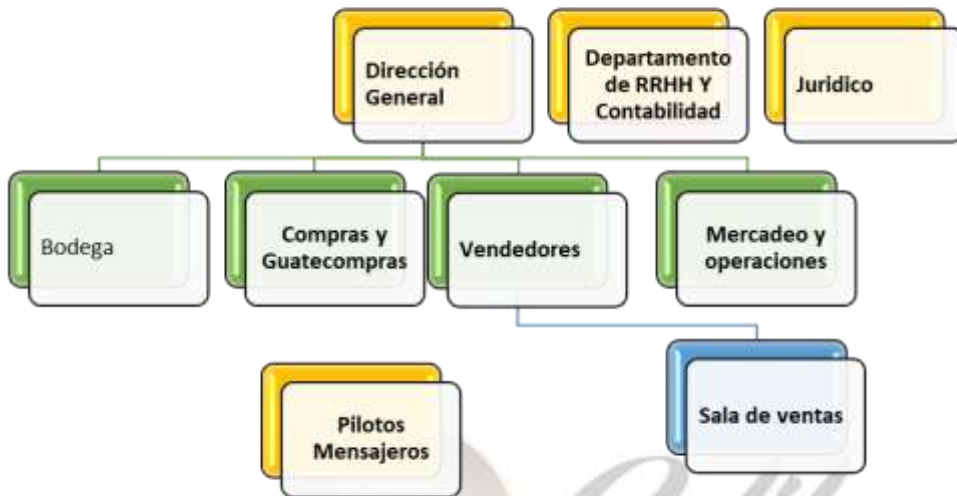 Dirección
General
Departamento
de RRHH Y
Contabilidad
Juridico
Bodega
Compras y
Guatecompras
Vendedores
Mercadeo y
operaciones
Pilotos
Mensajeros
Sala de ventas